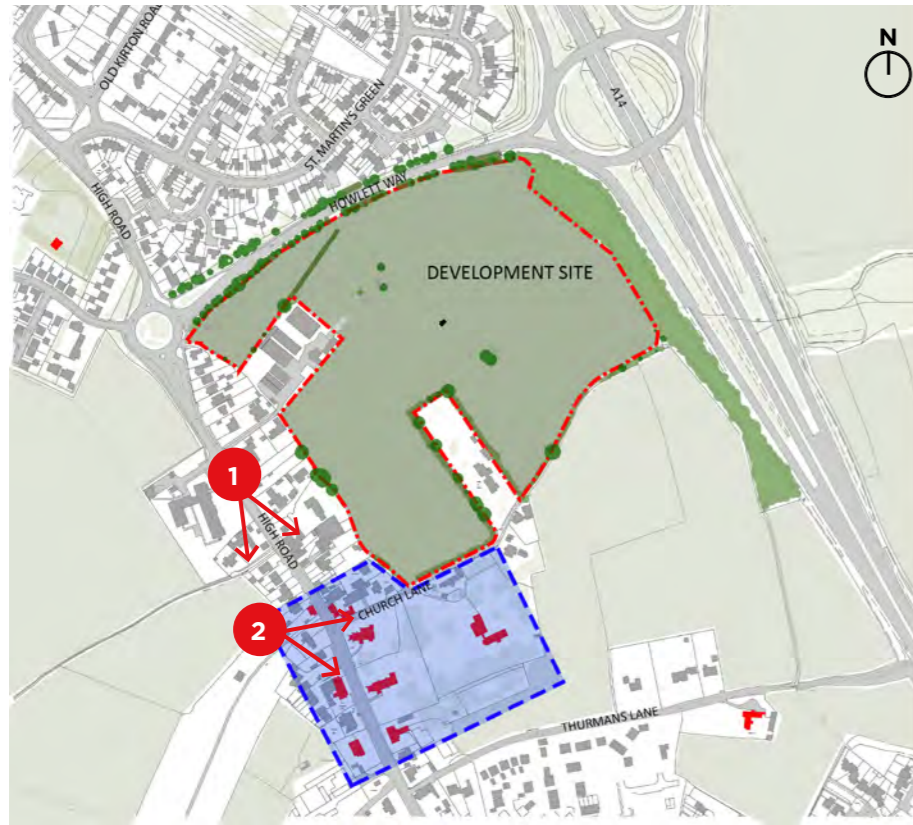 N
OLD KIRTON ROAD
A14
ST. MARTIN'S GREEN
HOWLETT WAY
HIGH ROAD
DEVELOPMENT SITE
1
HIGH ROAD
CHURCH LANE
2
THURMANS LANE